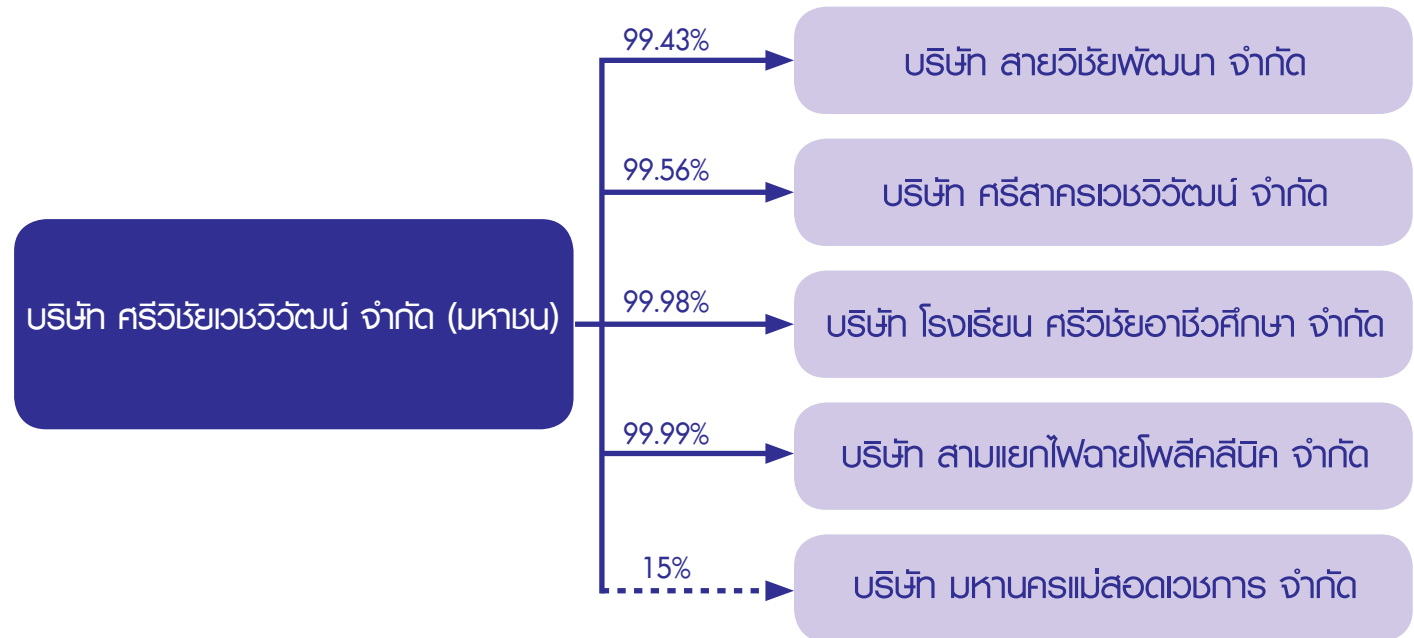 99.43%
บริษัท สายวิชัยพัฒนา จำกัด
99.56%
บริษัท ศรีสาครเวชวิวัฒน์ จำกัด
บริษัท ศรีวิชัยเวชวิวัฒน์ จำกัด (มหาชน)
99.98%
บริษัท โรงเรียน ศรีวิชัยอาชีวศึกษา จำกัด
99.99%
บริษัท สามแยกไฟฉายโพลีคลีนิค จำกัด
15%
บริษัท มหานครแม่สอดเวชการ จำกัด